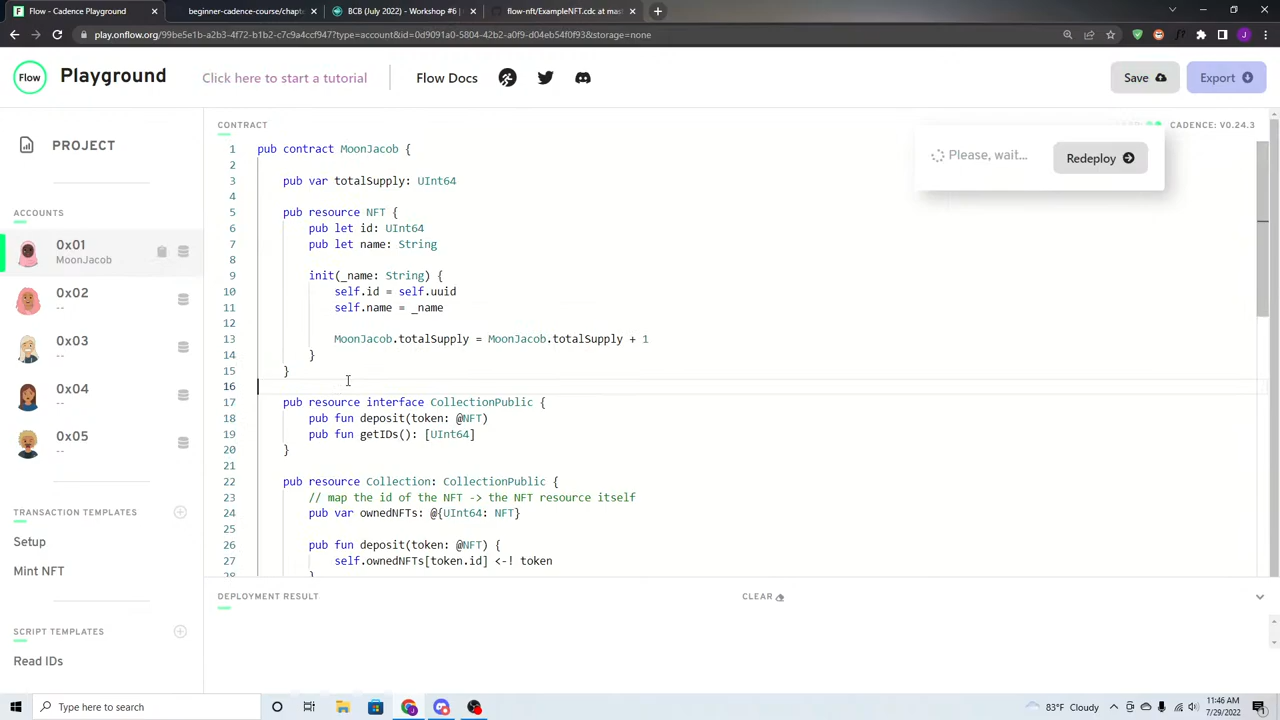 Flow - Cadence Playground
beginner-cadence-course/chapte
BCB (July 2022) - Workshop #6 |
flow-nft/ExampleNFT.cdc at mast
play.onflow.org/99be5e1b-a2b3-4f72-b1b2-c7c9a4ccf947?type=account&id=0d9091a0-5804-42b2-a0f9-d04eb54f0f93&storage=none
Flow
Playground
Click here to start a tutorial
Flow Docs
Save
Export
PROJECT
ACCOUNTS
0x01
MoonJacob
0x02
--
0x03
--
0x04
--
0x05
--
TRANSACTION TEMPLATES
Setup
Mint NFT
SCRIPT TEMPLATES
Read IDs
CONTRACT
CADENCE: V0.24.3
Please, wait...
Redeploy
1 pub contract MoonJacob {
2
3 pub var totalSupply: UInt64
4
5 pub resource NFT {
6 pub let id: UInt64
7 pub let name: String
8
9 init(_name: String) {
10 self.id = self.uuid
11 self.name = _name
12
13 MoonJacob.totalSupply = MoonJacob.totalSupply + 1
14 }
15 }
16
17 pub resource interface CollectionPublic {
18 pub fun deposit(token: @NFT)
19 pub fun getIDs(): [UInt64]
20 }
21
22 pub resource Collection: CollectionPublic {
23 // map the id of the NFT -> the NFT resource itself
24 pub var ownedNFTs: @{UInt64: NFT}
25
26 pub fun deposit(token: @NFT) {
27 self.ownedNFTs[token.id] <-! token
28 }
DEPLOYMENT RESULT
CLEAR
Type here to search
83°F Cloudy
11:46 AM
7/29/2022